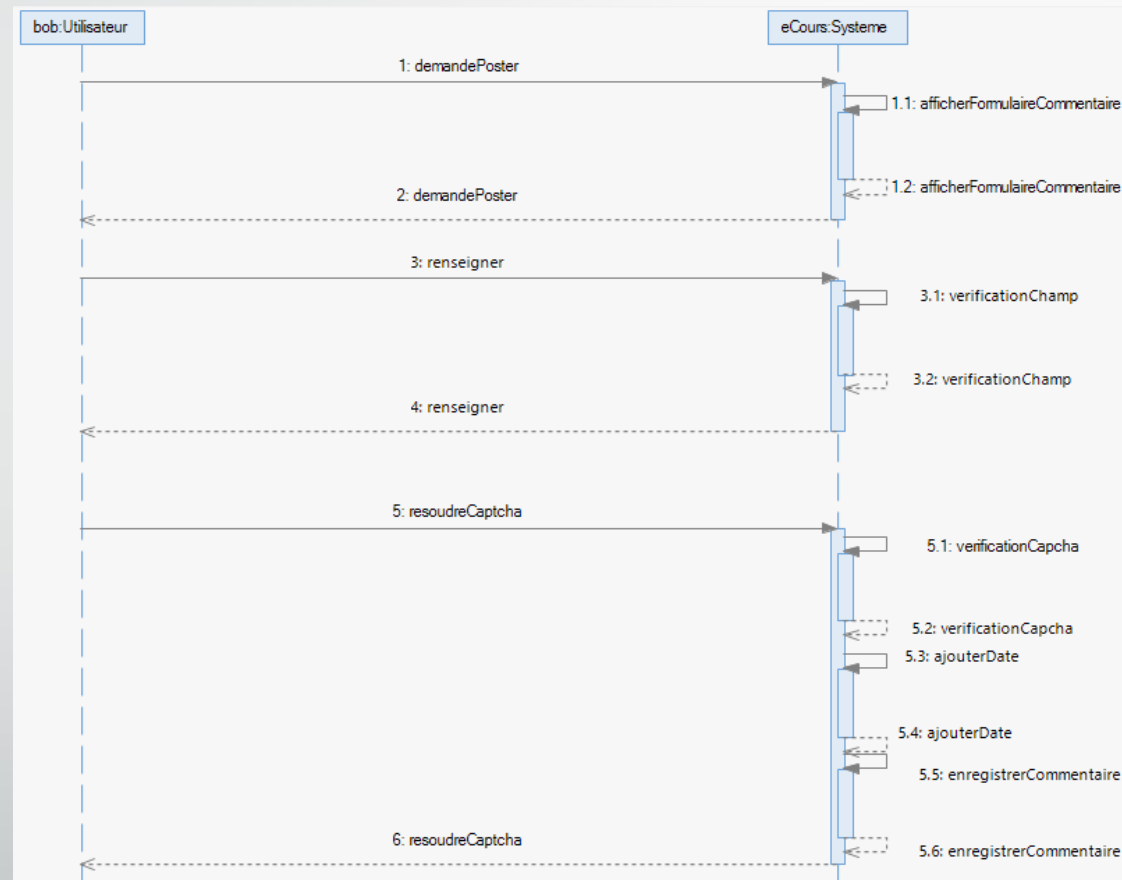 bob:Utilisateur
eCours:Systeme
1: demandePoster
1.1: afficherFormulaireCommentaire
1.2: afficherFormulaireCommentaire
2: demandePoster
3: renseigner
3.1: verificationChamp
3.2: verificationChamp
4: renseigner
5: resoudreCaptcha
5.1: verificationCapcha
5.2: verificationCapcha
5.3: ajouterDate
5.4: ajouterDate
5.5: enregistrerCommentaire
6: resoudreCaptcha
5.6: enregistrerCommentaire